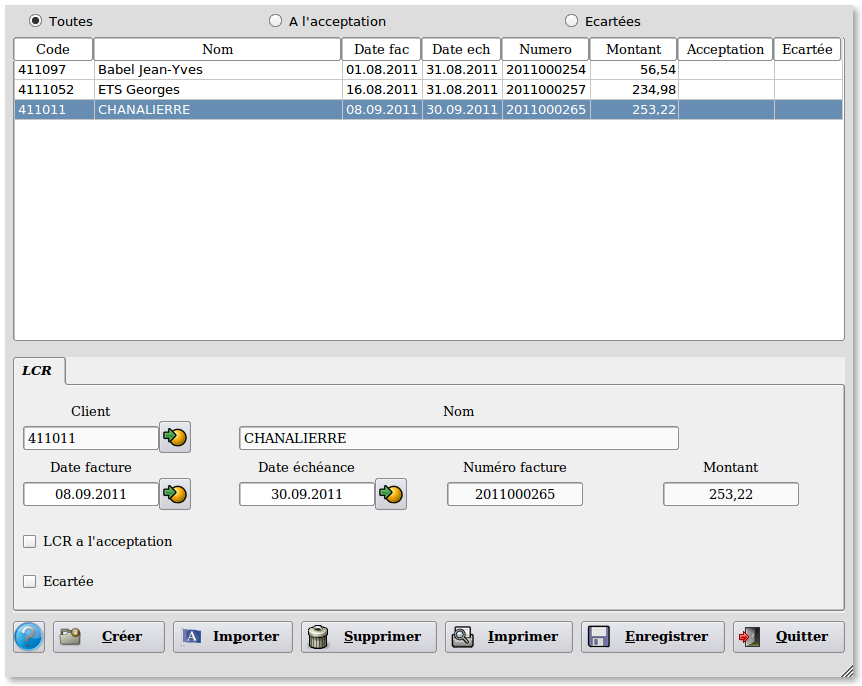 Toutes A l'acceptation Ecartées
Code Nom Date fac Date ech Numero Montant Acceptation Ecartée
411097 Babel Jean-Yves 01.08.2011 31.08.2011 2011000254 56,54
4111052 ETS Georges 16.08.2011 31.08.2011 2011000257 234,98
411011 CHANALIERRE 08.09.2011 30.09.2011 2011000265 253,22
LCR
Client Nom
411011 CHANALIERRE
Date facture Date échéance Numéro facture Montant
08.09.2011 30.09.2011 2011000265 253,22
LCR a l'acceptation
Ecartée
? Créer A Importer Supprimer Imprimer Enregistrer Quitter